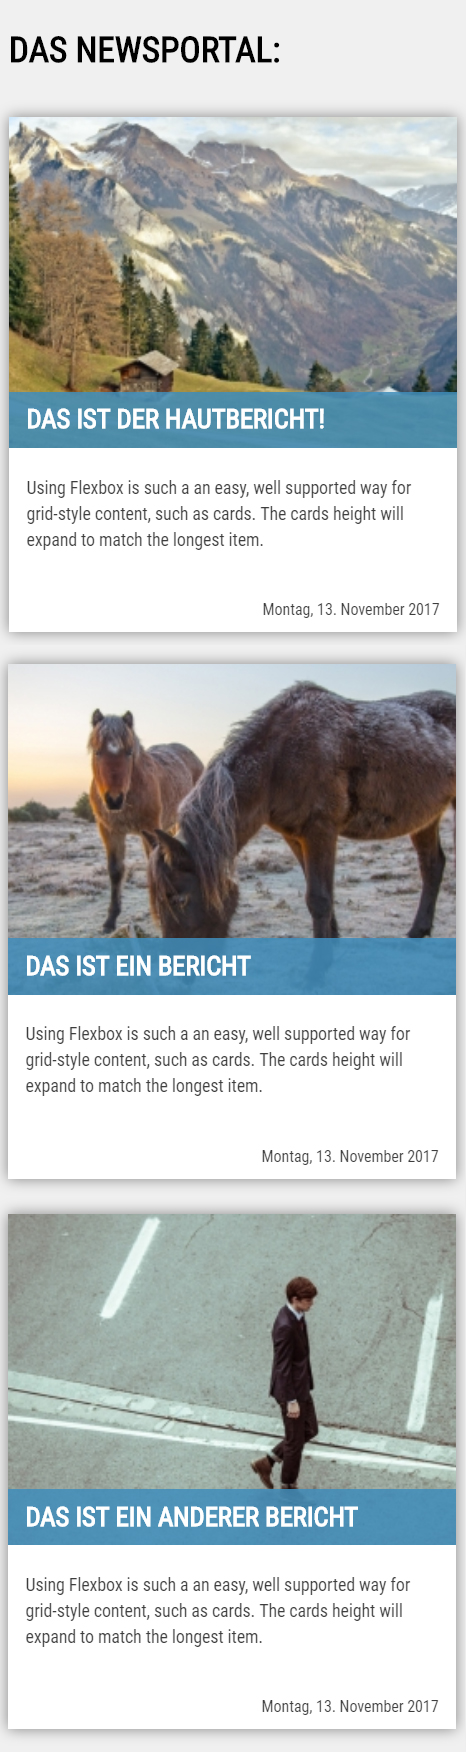 DAS NEWSPORTAL:
DAS IST DER HAUTBERICHT!
Using Flexbox is such a an easy, well supported way for
grid-style content, such as cards. The cards height will
expand to match the longest item.
Montag, 13. November 2017
DAS IST EIN BERICHT
Using Flexbox is such a an easy, well supported way for
grid-style content, such as cards. The cards height will
expand to match the longest item.
Montag, 13. November 2017
DAS IST EIN ANDERER BERICHT
Using Flexbox is such a an easy, well supported way for
grid-style content, such as cards. The cards height will
expand to match the longest item.
Montag, 13. November 2017